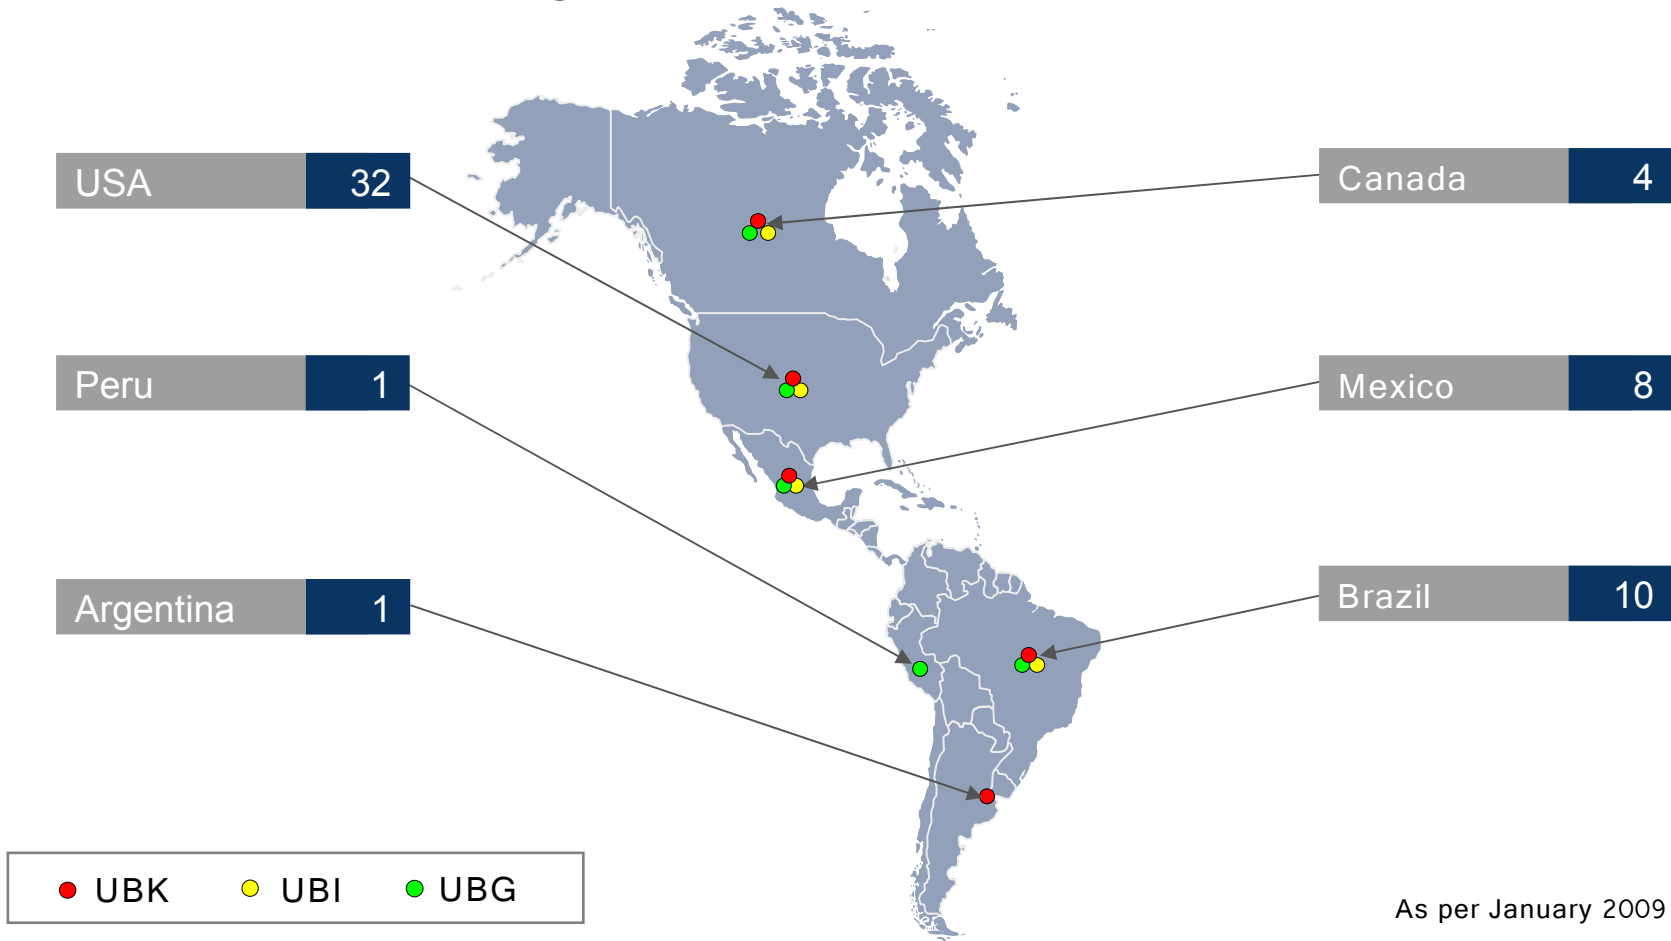 USA 32
Canada 4
Peru 1
Mexico 8
Argentina 1
Brazil 10
UBK UBI UBG
As per January 2009